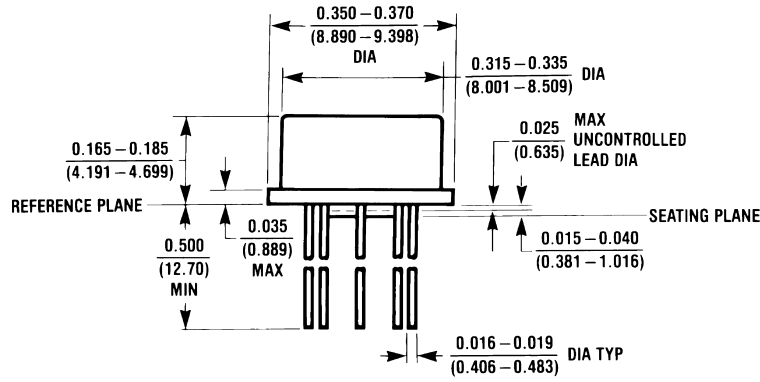 0.350 – 0.370
(8.890 – 9.398)
DIA
0.315 – 0.335
(8.001 – 8.509)
DIA
0.165 – 0.185
(4.191 – 4.699)
0.025
(0.635)
MAX
UNCONTROLLED
LEAD DIA
REFERENCE PLANE
SEATING PLANE
0.035
(0.889)
MAX
0.500
(12.70)
MIN
0.015 – 0.040
(0.381 – 1.016)
0.016 – 0.019
(0.406 – 0.483)
DIA TYP